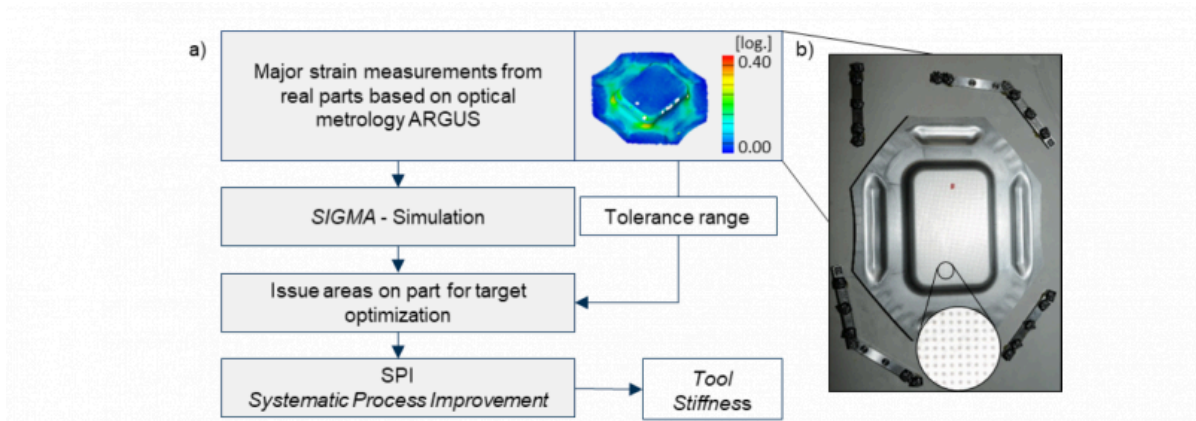 a)
Major strain measurements from
real parts based on optical
metrology ARGUS
[log.]
0.40
0.00
b)
SIGMA - Simulation
Tolerance range
Issue areas on part for target
optimization
SPI
Systematic Process Improvement
Tool
Stiffness